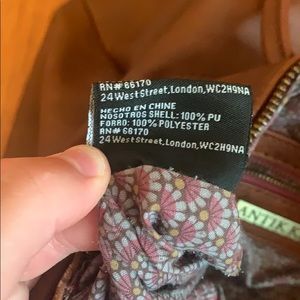 RN# 66170
24 West Street, London, WC2H9NA
HECHO EN CHINE
NOSOTROS SHELL: 100% PU
FORRO: 100% POLYESTER
RN# 66170
24 West Street, London, WC2H9NA
ANTIK K